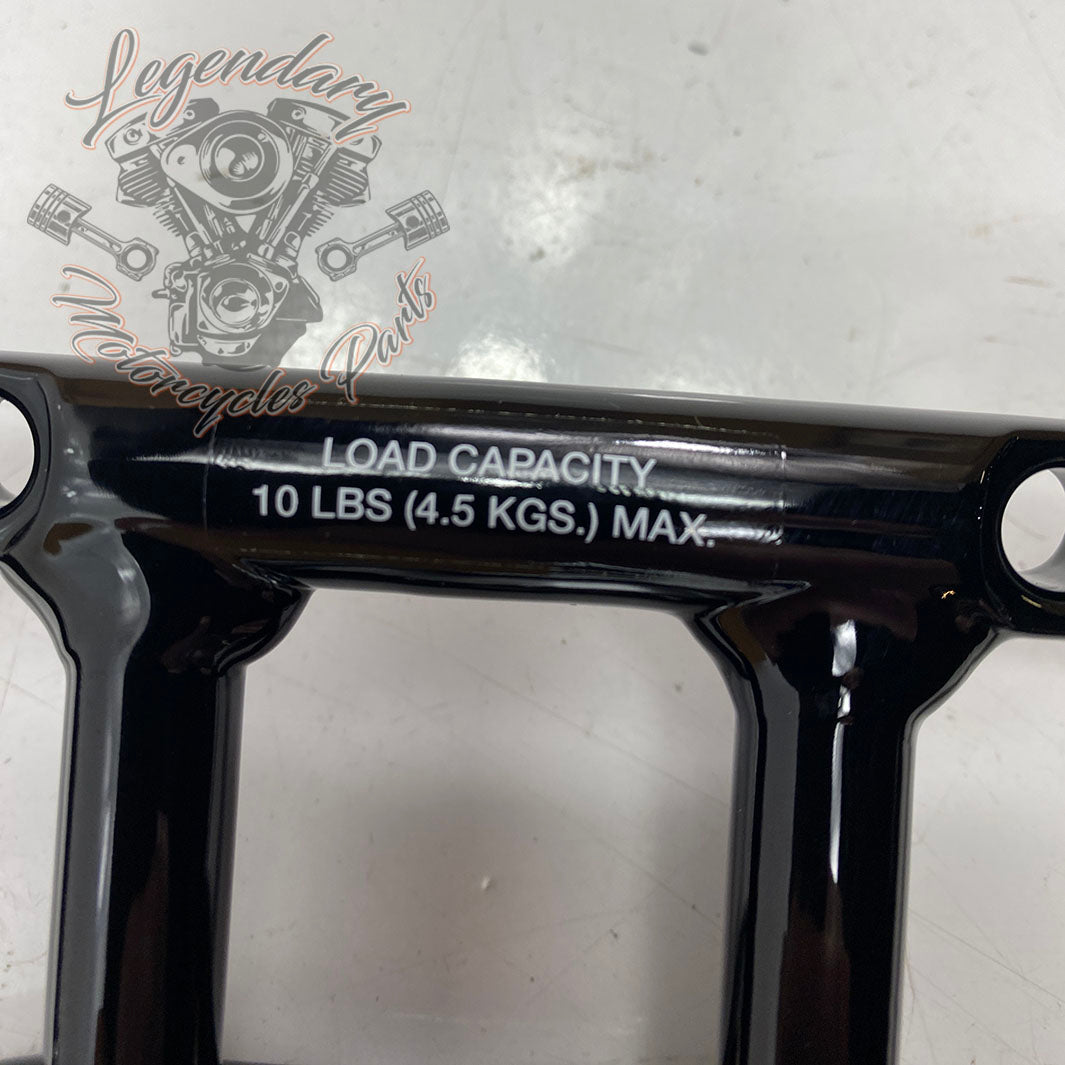 Legendary
Motorcycles Parts
LOAD CAPACITY
10 LBS (4.5 KGS.) MAX.